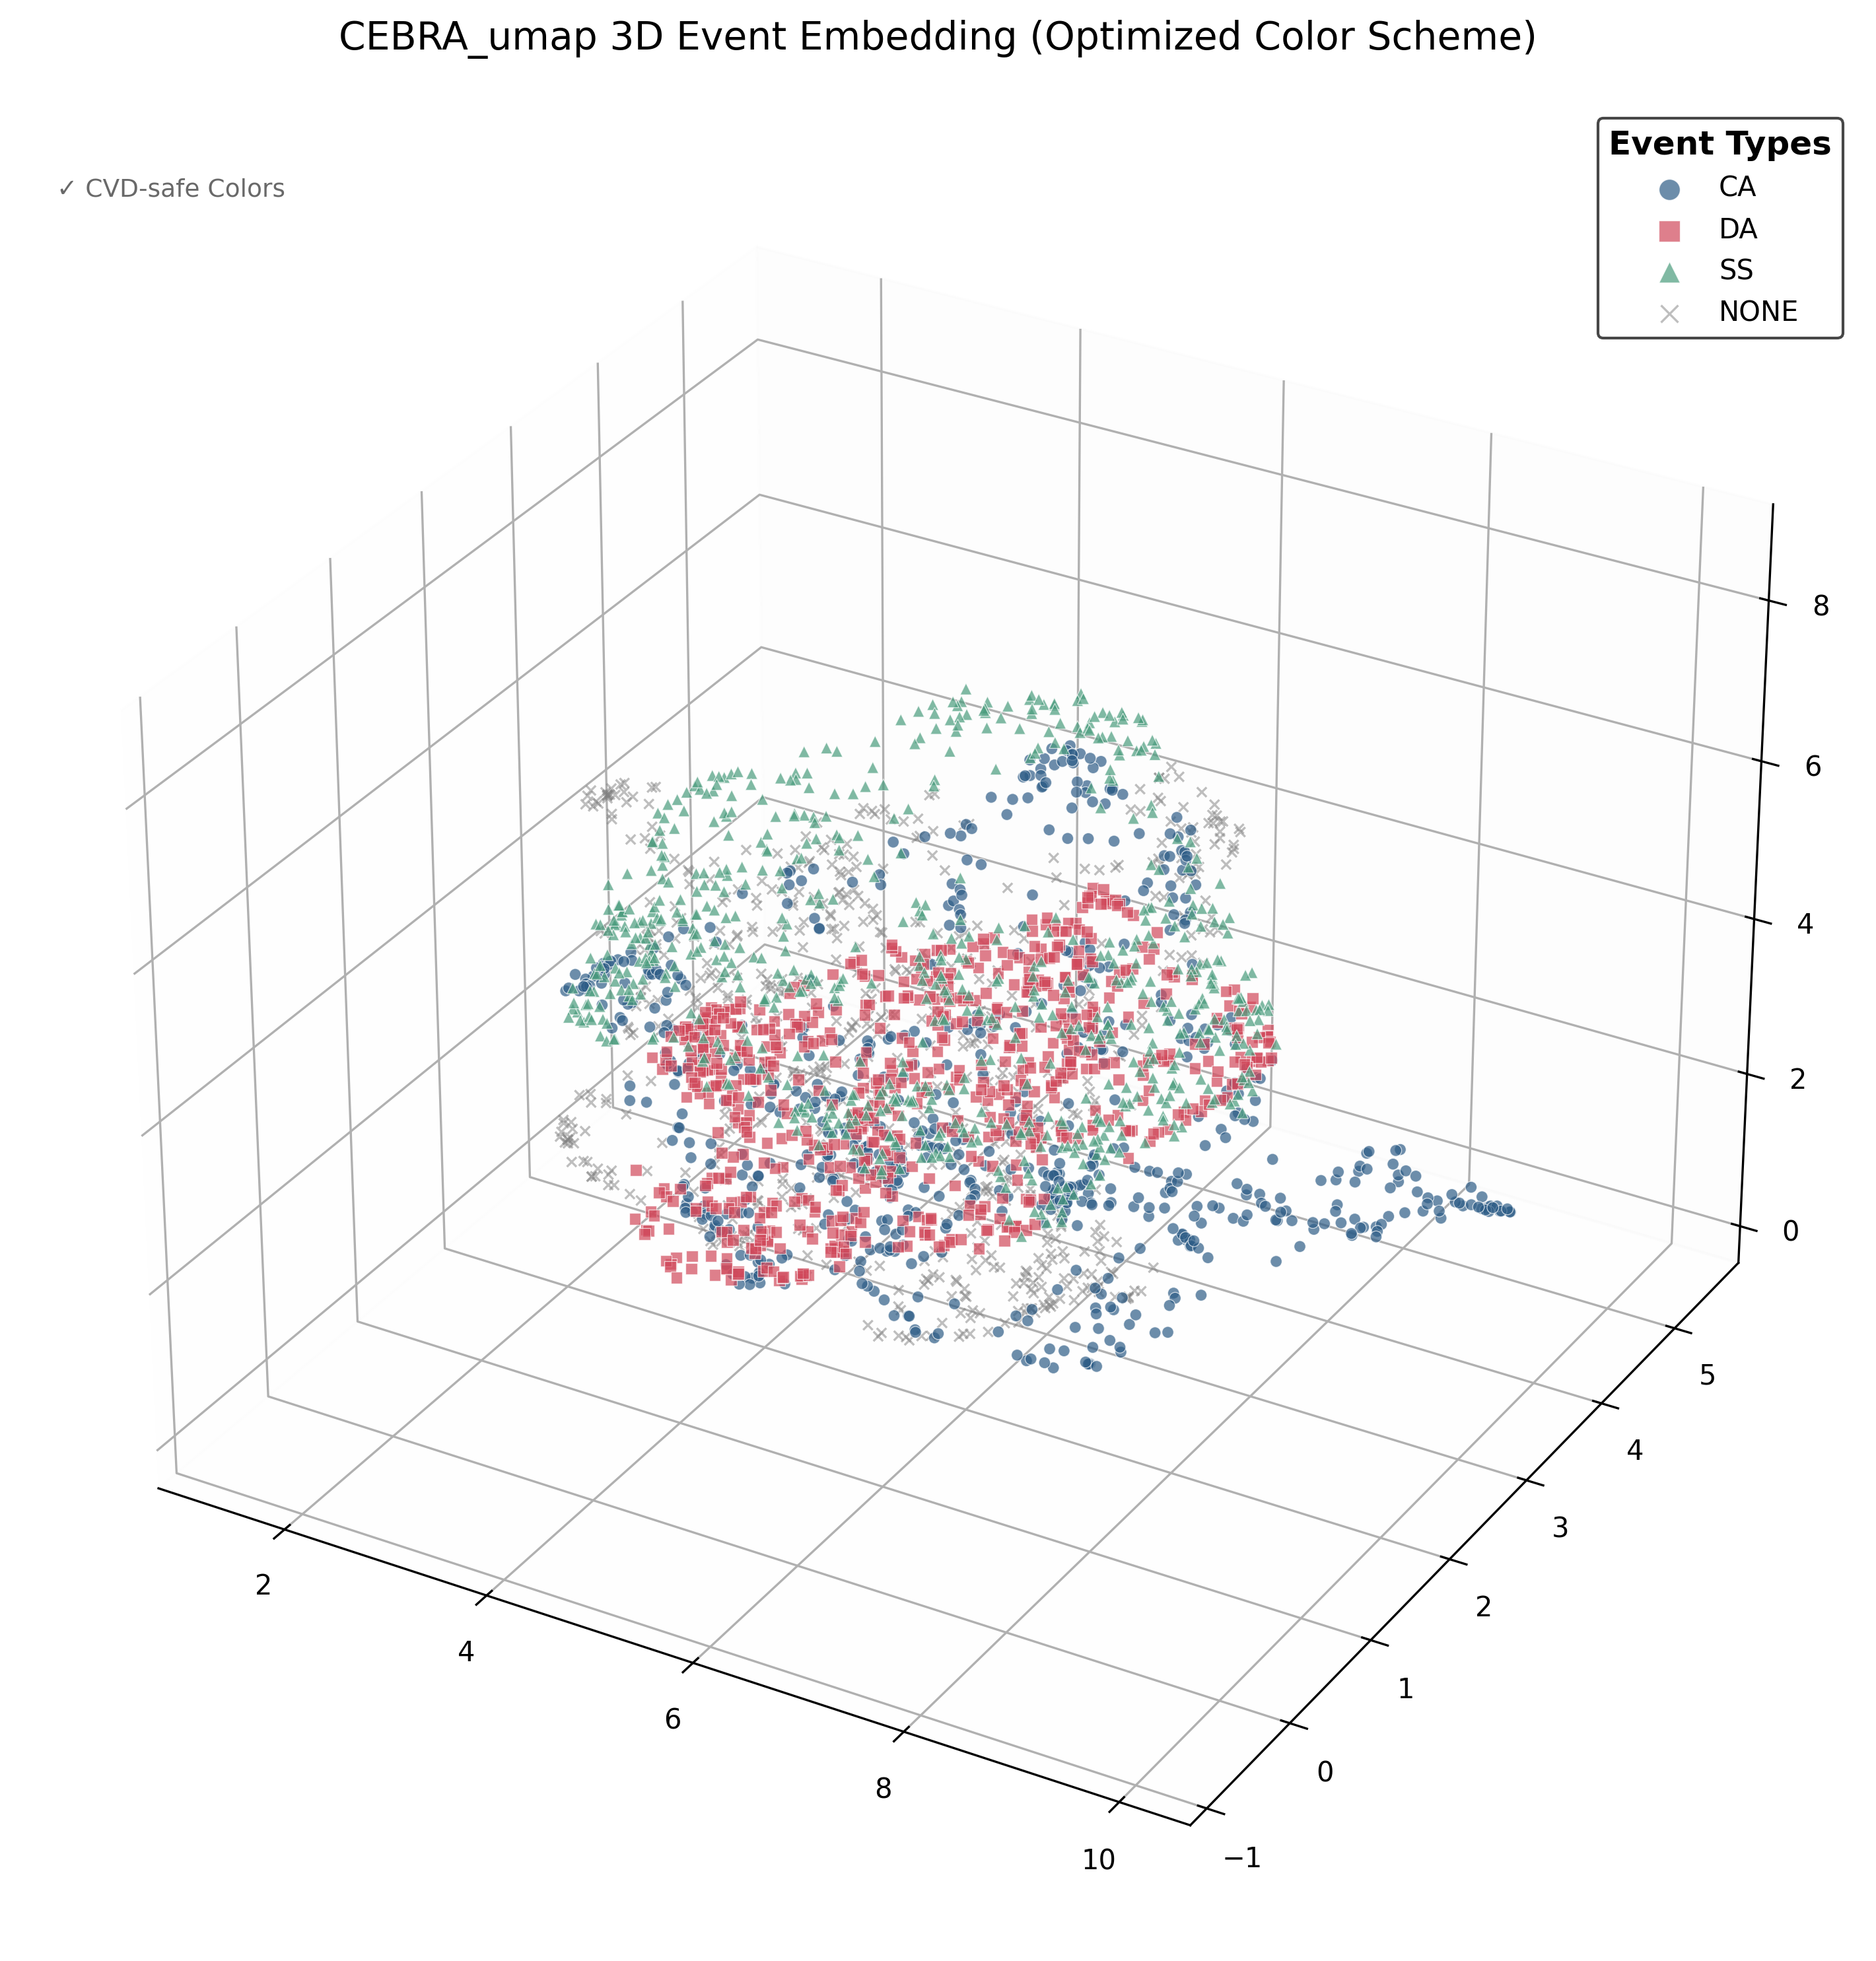 CEBRA_umap 3D Event Embedding (Optimized Color Scheme)
✓ CVD-safe Colors
Event Types
CA
DA
SS
NONE
8
6
4
2
0
5
4
3
2
1
0
−1
2
4
6
8
10